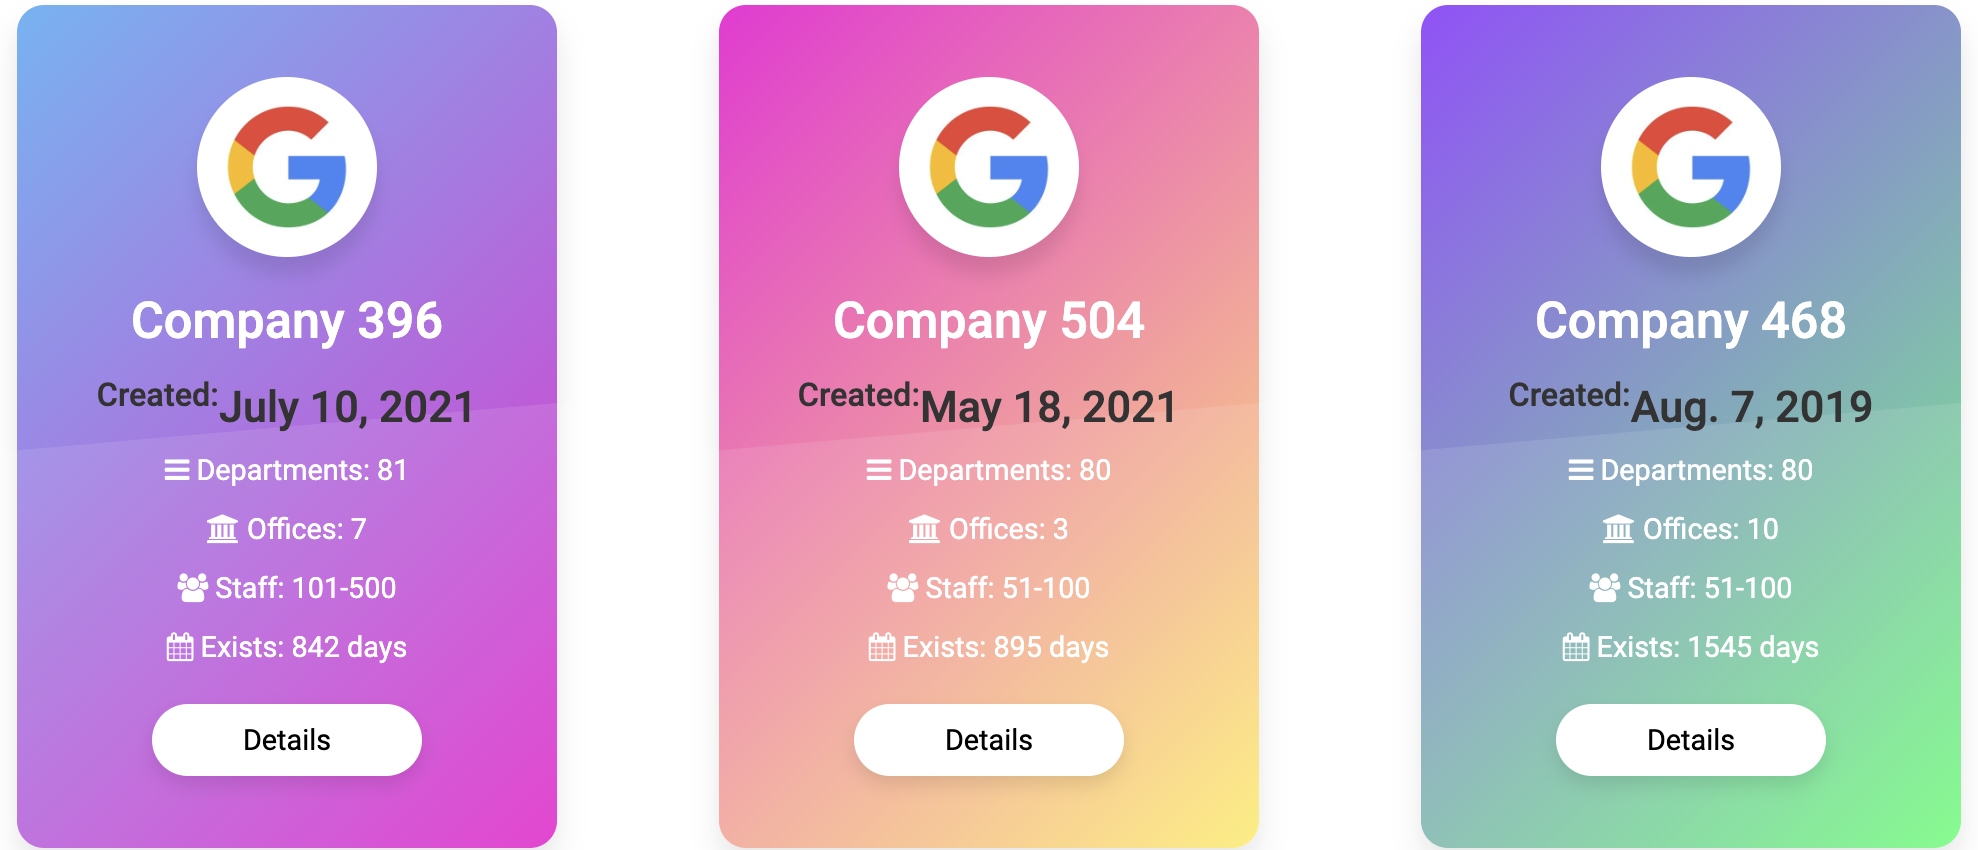 Company 396
Created: July 10, 2021
Departments: 81
Offices: 7
Staff: 101-500
Exists: 842 days
Details
Company 504
Created: May 18, 2021
Departments: 80
Offices: 3
Staff: 51-100
Exists: 895 days
Details
Company 468
Created: Aug. 7, 2019
Departments: 80
Offices: 10
Staff: 51-100
Exists: 1545 days
Details